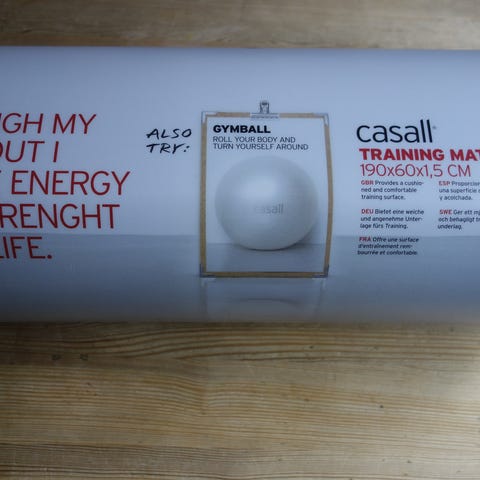 GH MY
OUT I
ENERGY
TRENGHT
LIFE.
ALSO
TRY:
GYMBALL
ROLL YOUR BODY AND
TURN YOURSELF AROUND
casall
casall®
TRAINING MAT
190x60x1,5 CM
GBR Provides a cushio-
ned and comfortable
training surface.
DEU Bietet eine weiche
und angenehme Unter-
lage fürs Training.
FRA Offre une surface
d'entraînement rem-
bourrée et confortable.
ESP Proporcion
una superficie
y acolchada.
SWE Ger ett mj
och behagligt tr
underlag.